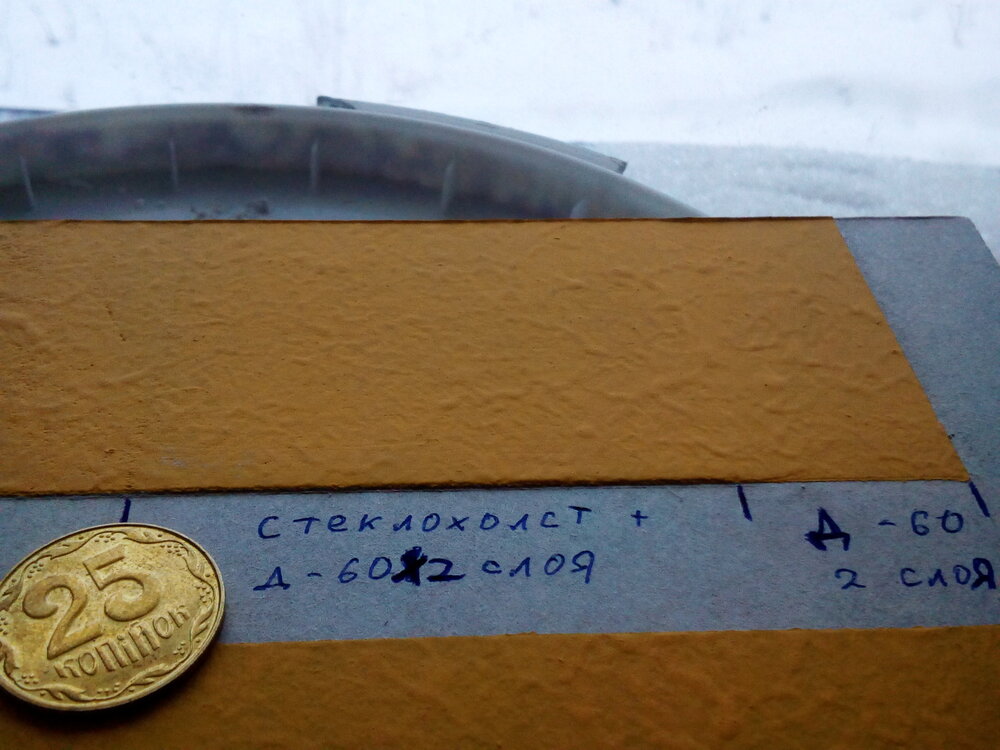 стеклохолст +
Д - 60 2 слоя
Д - 60
2 слоя
25
КОПІЙОК